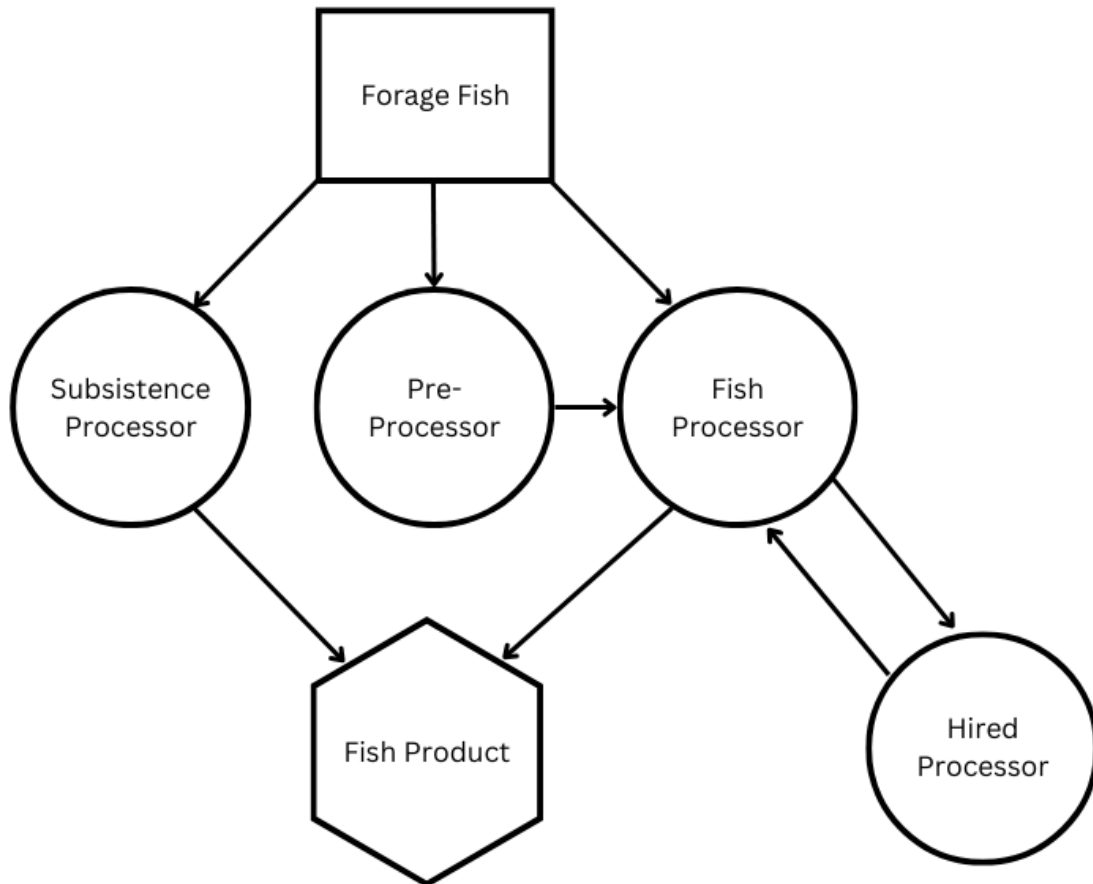 Forage Fish
Subsistence
Processor
Pre-
Processor
Fish
Processor
Fish Product
Hired
Processor